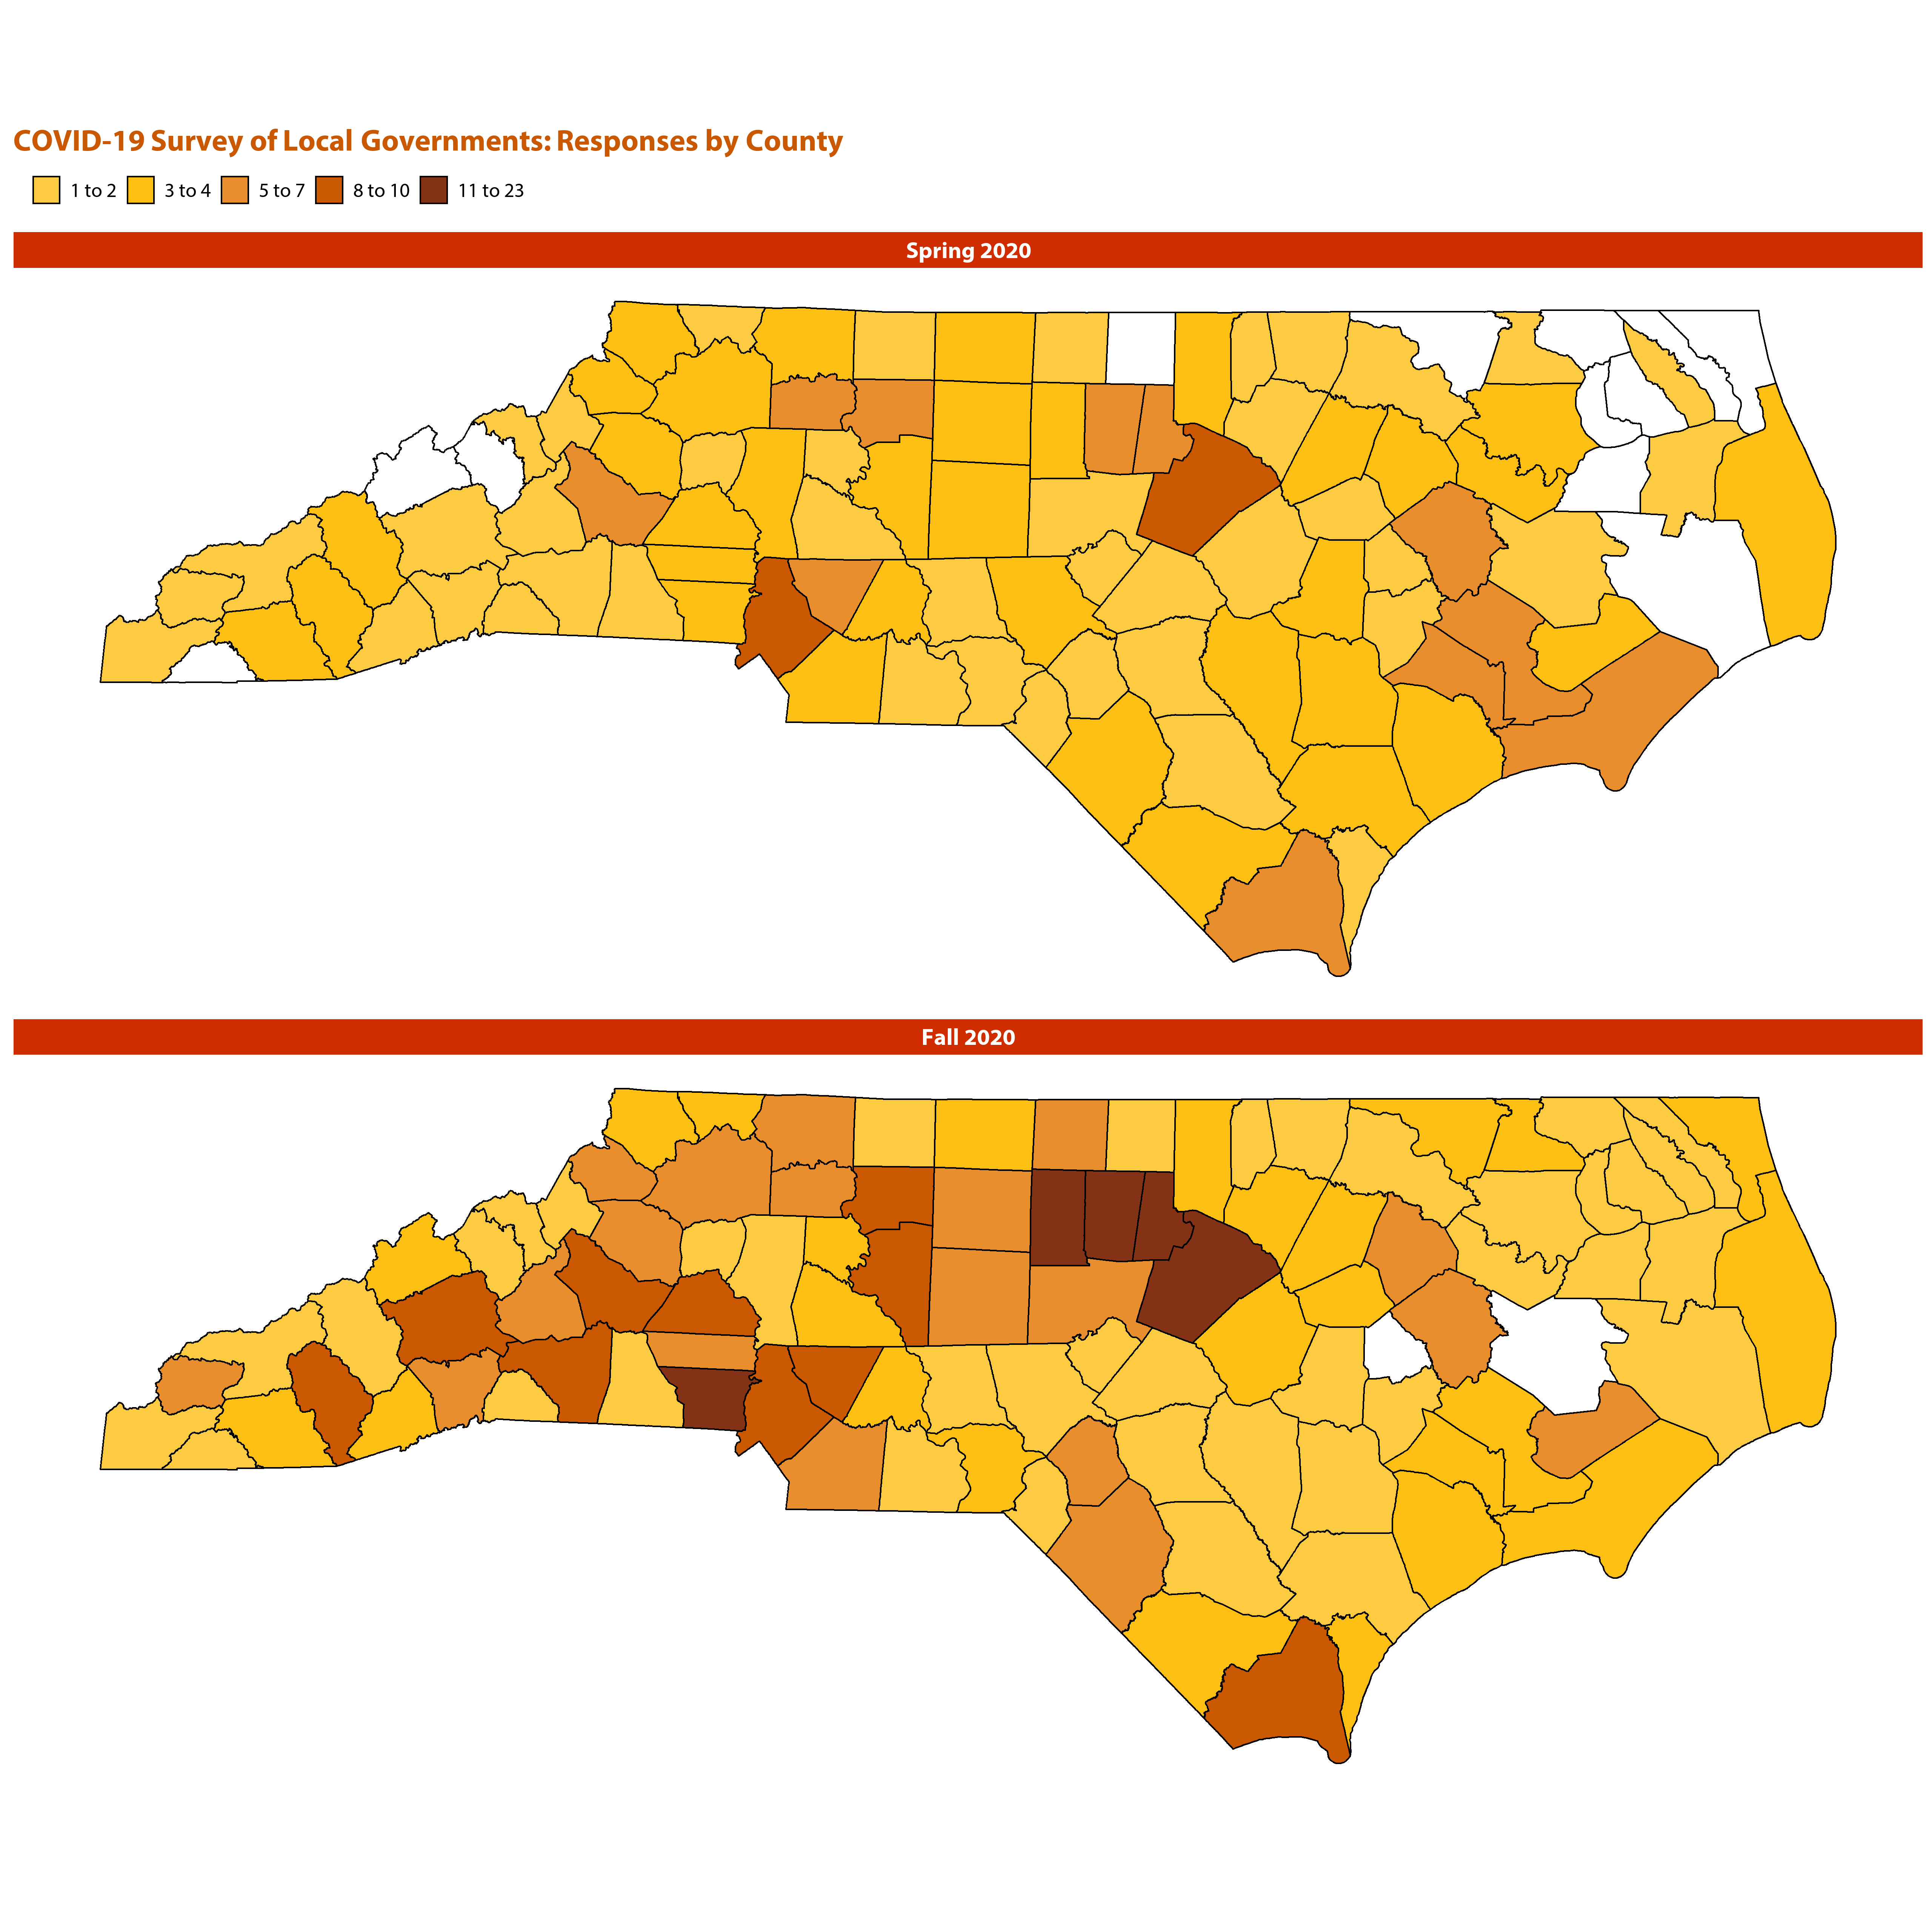 COVID-19 Survey of Local Governments: Responses by County
1 to 2 3 to 4 5 to 7 8 to 10 11 to 23
Spring 2020
Fall 2020